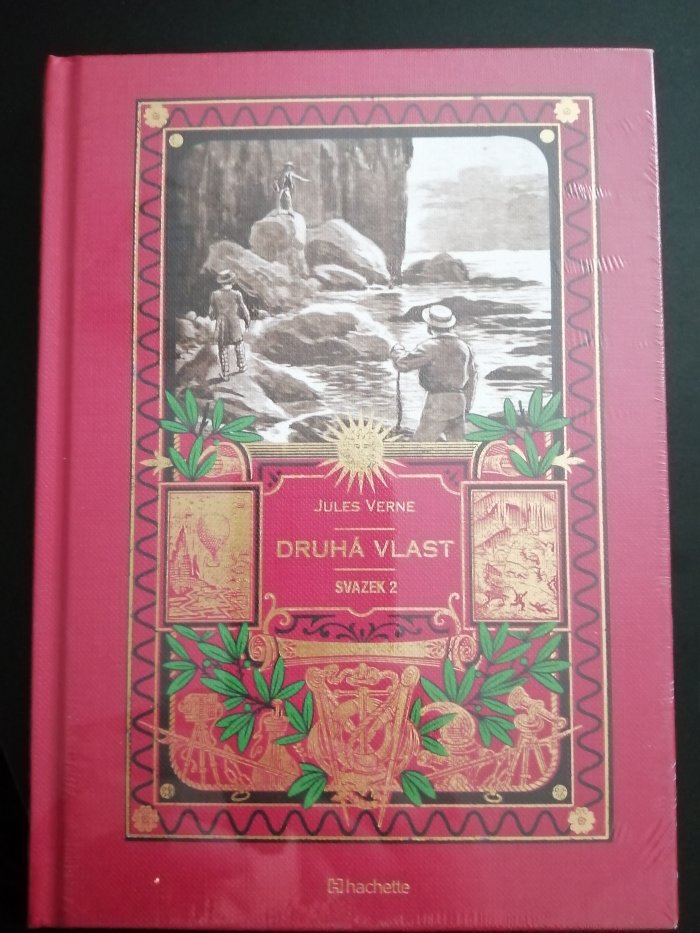 JULES VERNE
DRUHÁ VLAST
SVAZEK 2
hachette